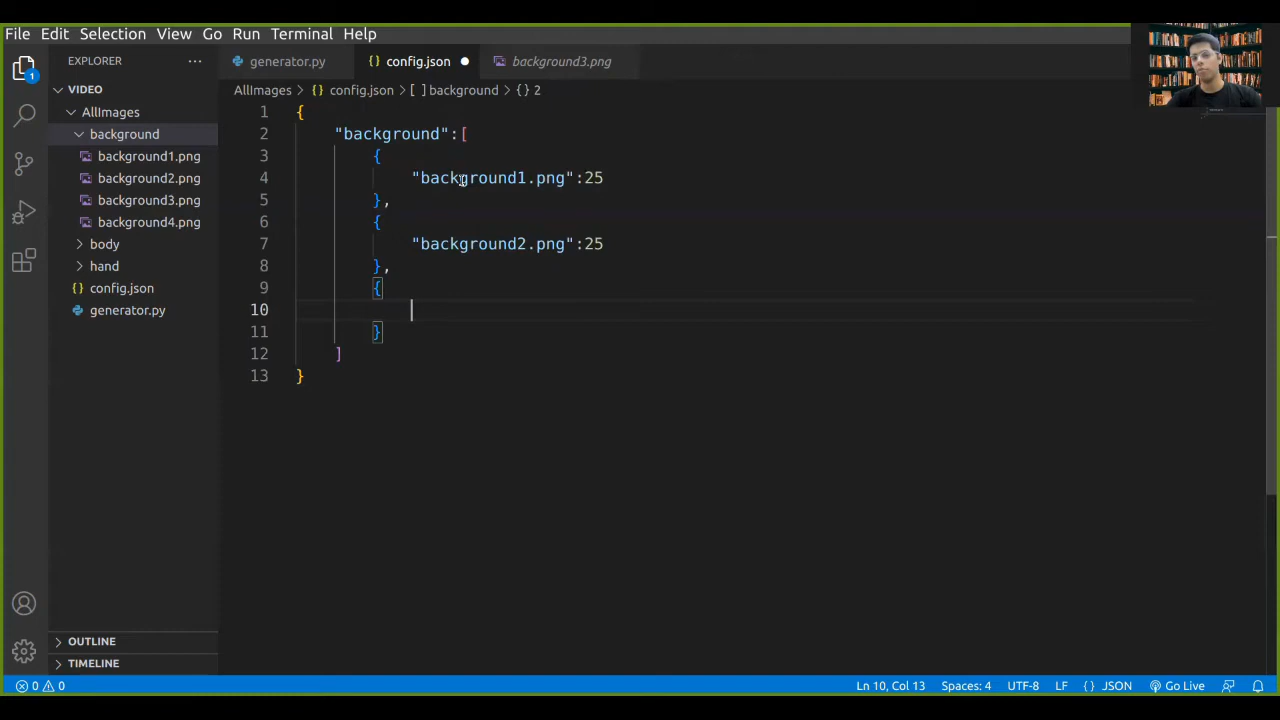 File Edit Selection View Go Run Terminal Help
EXPLORER ···
generator.py
config.json
background3.png
VIDEO
AllImages > {} config.json > [ ] background > {} 2
AllImages
background
background1.png
background2.png
background3.png
background4.png
body
hand
config.json
generator.py
1 {
2 "background":[
3 {
4 "background1.png":25
5 },
6 {
7 "background2.png":25
8 },
9 {
10
11 }
12 ]
13 }
1
OUTLINE
TIMELINE
0 0 Ln 10, Col 13 Spaces: 4 UTF-8 LF {} JSON Go Live